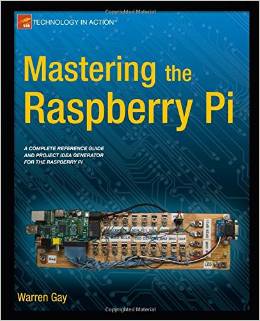 TECHNOLOGY IN ACTION™
Mastering the
Raspberry Pi
A COMPLETE REFERENCE GUIDE
AND PROJECT IDEA GENERATOR
FOR THE RASPBERRY PI
Warren Gay